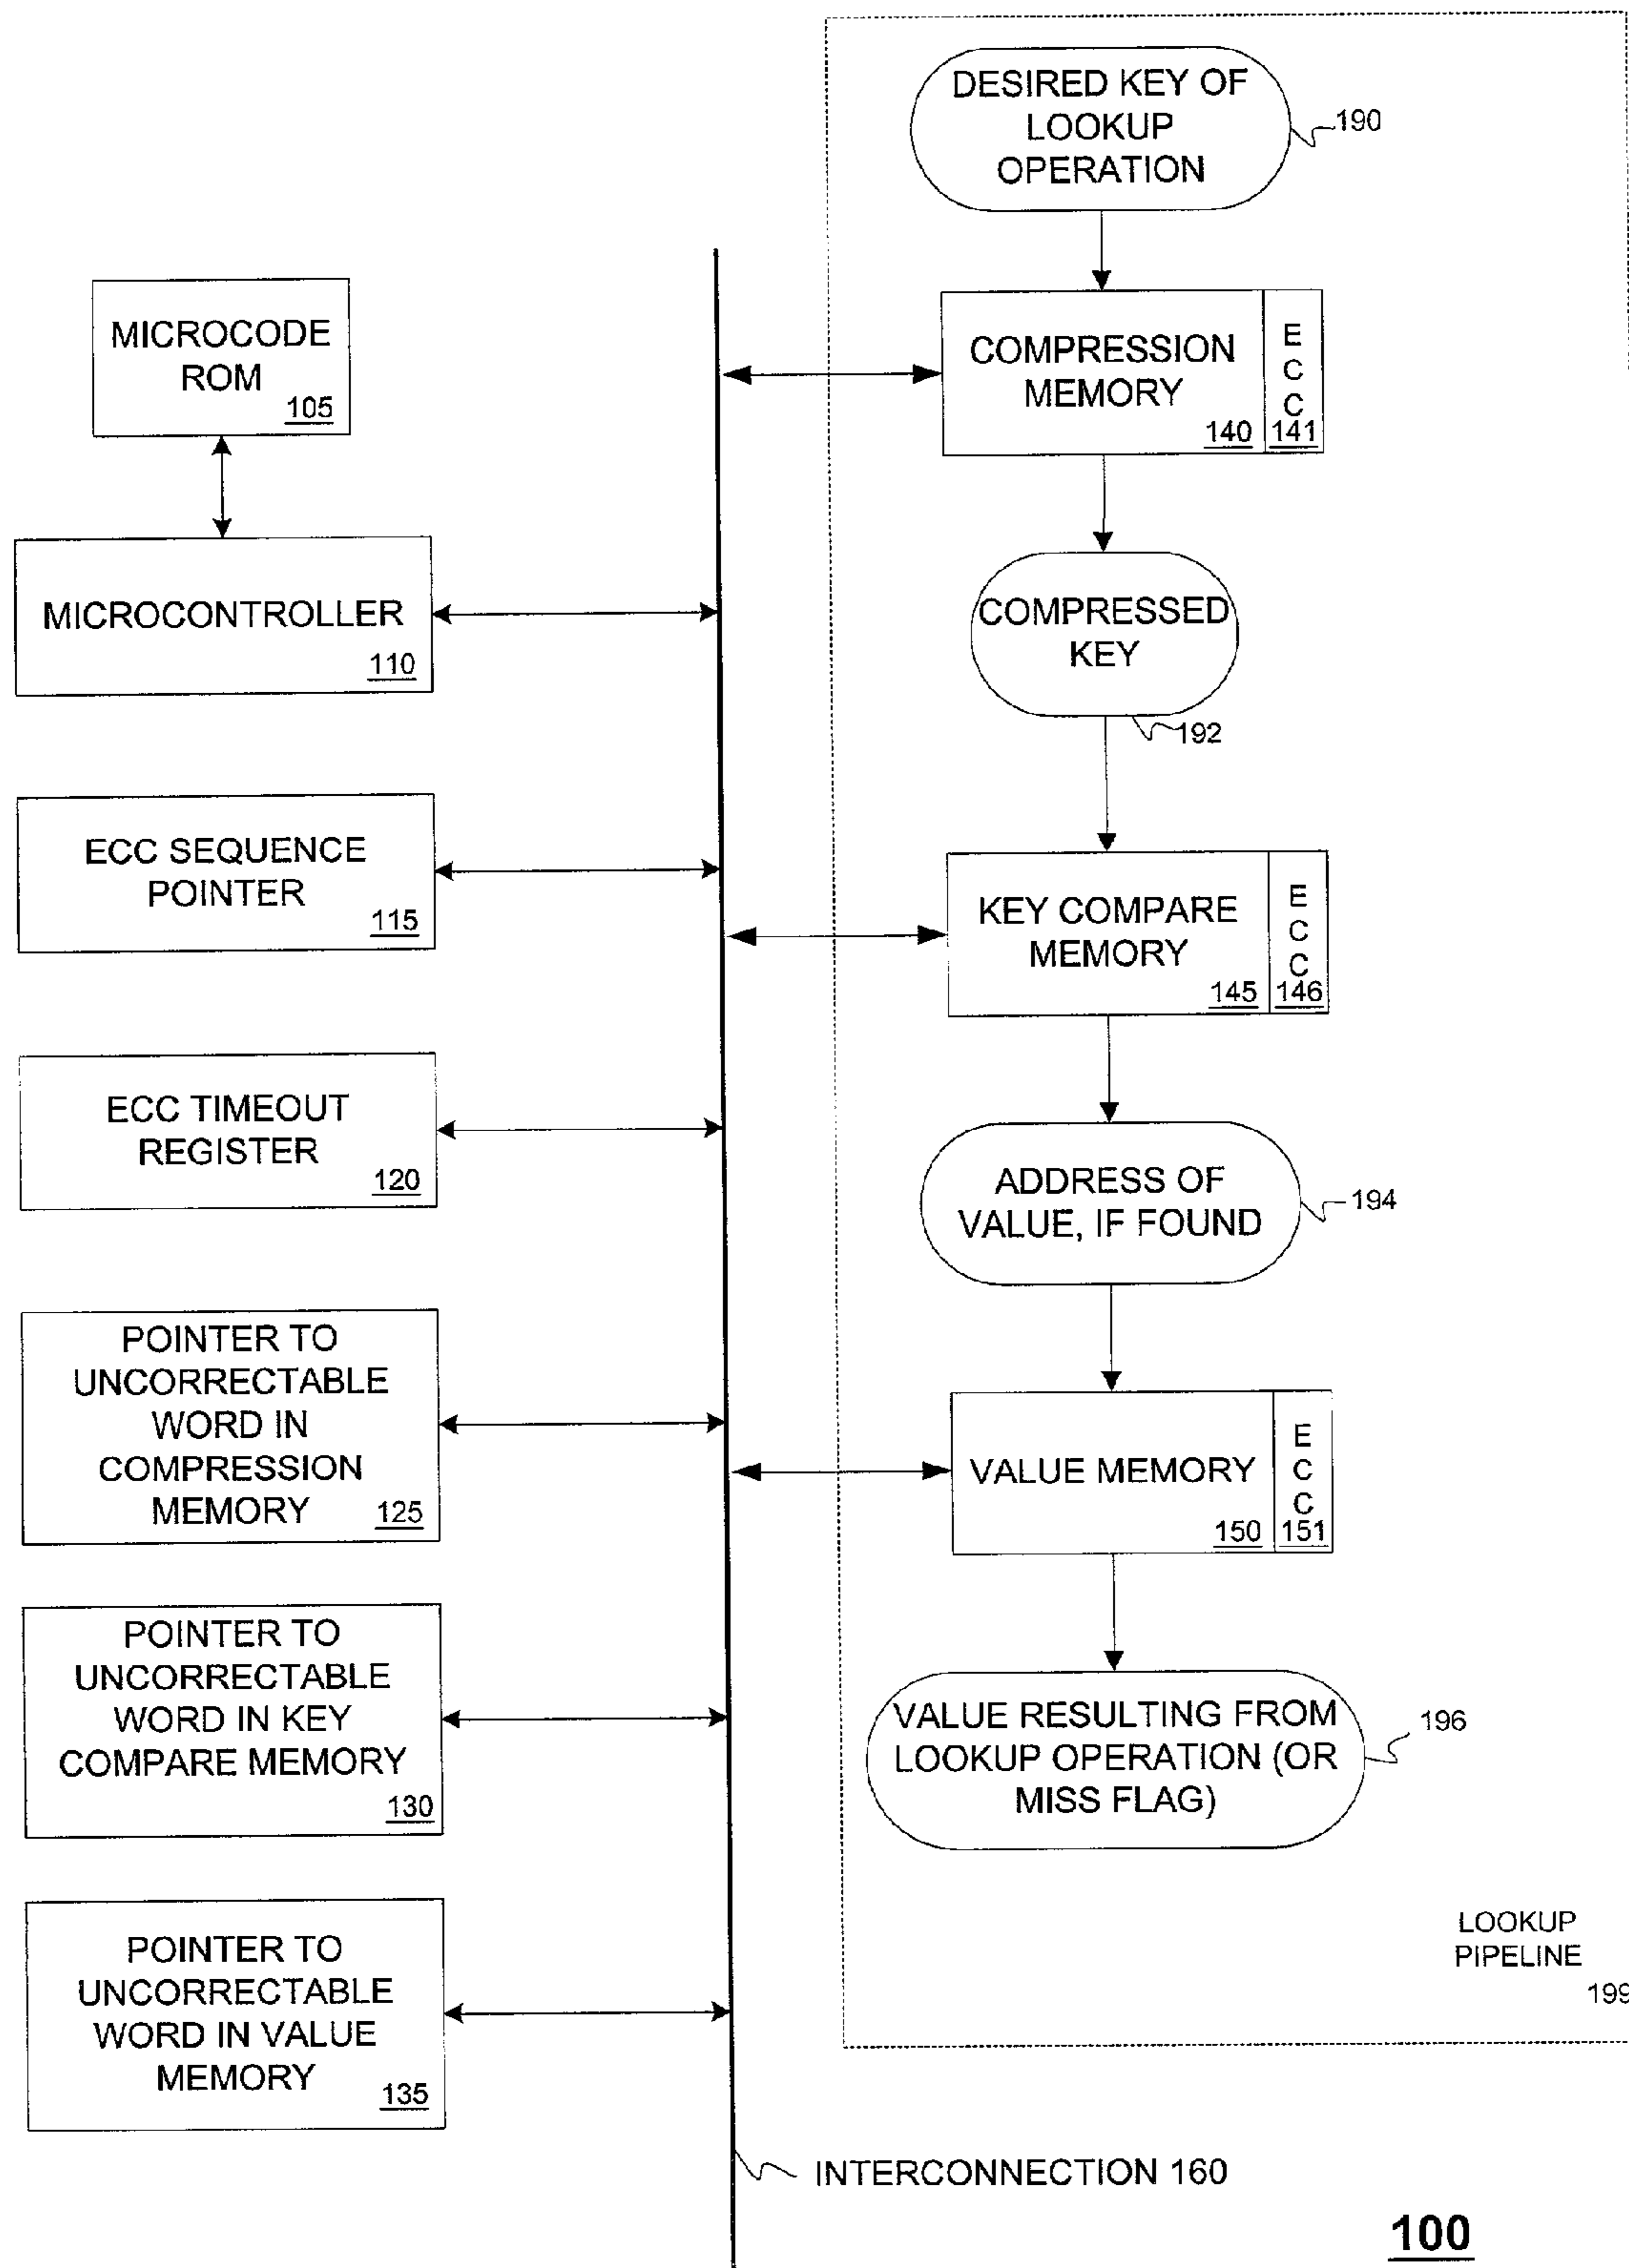 DESIRED KEY OF
LOOKUP
OPERATION
190
MICROCODE
ROM
105
COMPRESSION
MEMORY
140
E
C
C
141
MICROCONTROLLER
110
COMPRESSED
KEY
192
ECC SEQUENCE
POINTER
115
KEY COMPARE
MEMORY
145
E
C
C
146
ECC TIMEOUT
REGISTER
120
ADDRESS OF
VALUE, IF FOUND
194
POINTER TO
UNCORRECTABLE
WORD IN
COMPRESSION
MEMORY
125
VALUE MEMORY
150
E
C
C
151
POINTER TO
UNCORRECTABLE
WORD IN KEY
COMPARE MEMORY
130
VALUE RESULTING FROM
LOOKUP OPERATION (OR
MISS FLAG)
196
POINTER TO
UNCORRECTABLE
WORD IN VALUE
MEMORY
135
LOOKUP
PIPELINE
199
INTERCONNECTION 160
100